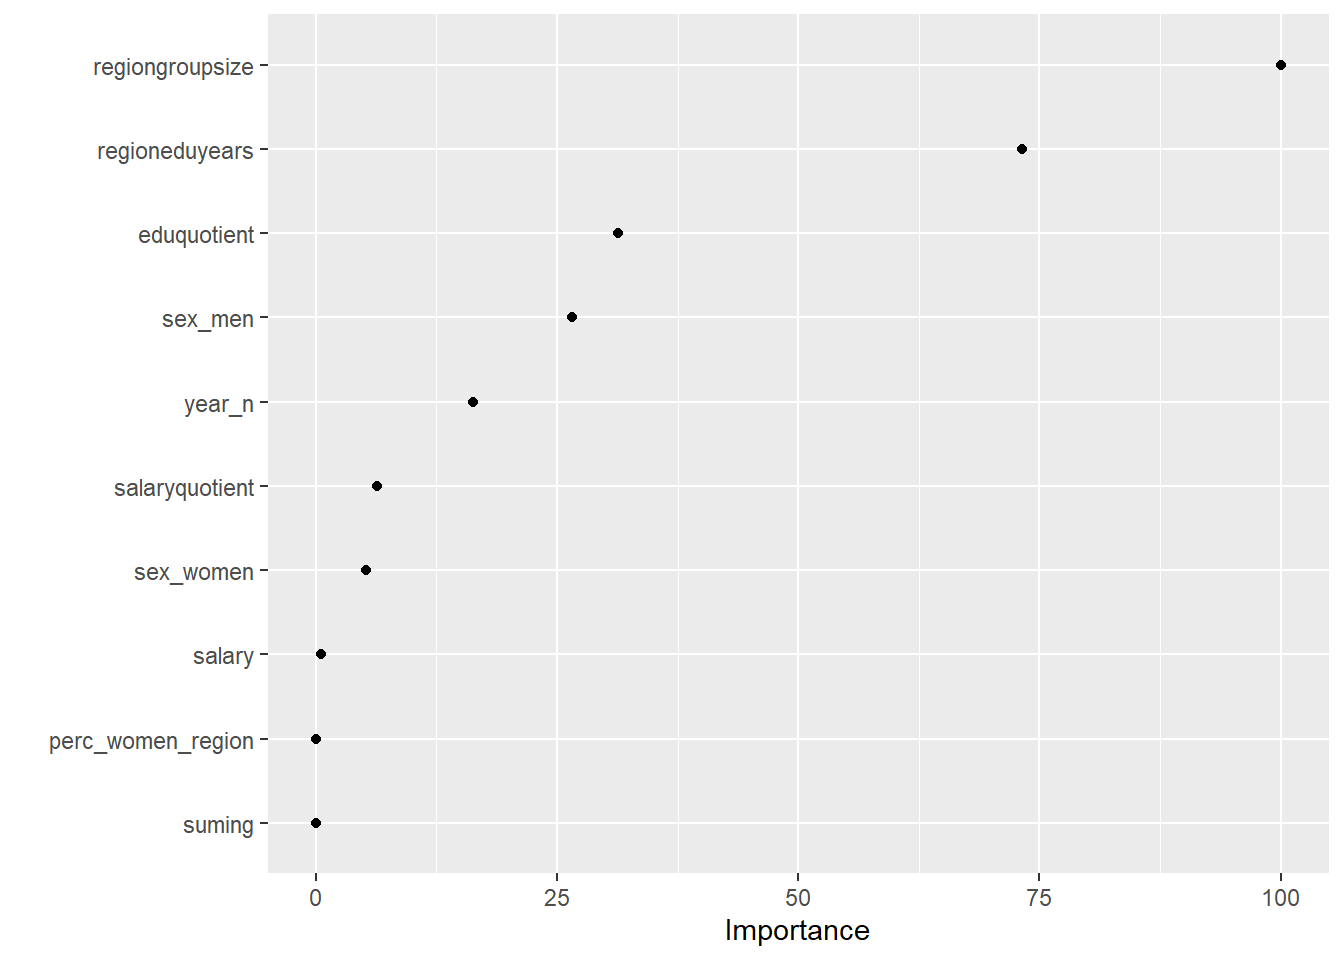 regiongroupsize
regioneduyears
eduquotient
sex_men
year_n
salaryquotient
sex_women
salary
perc_women_region
suming
0 25 50 75 100
Importance